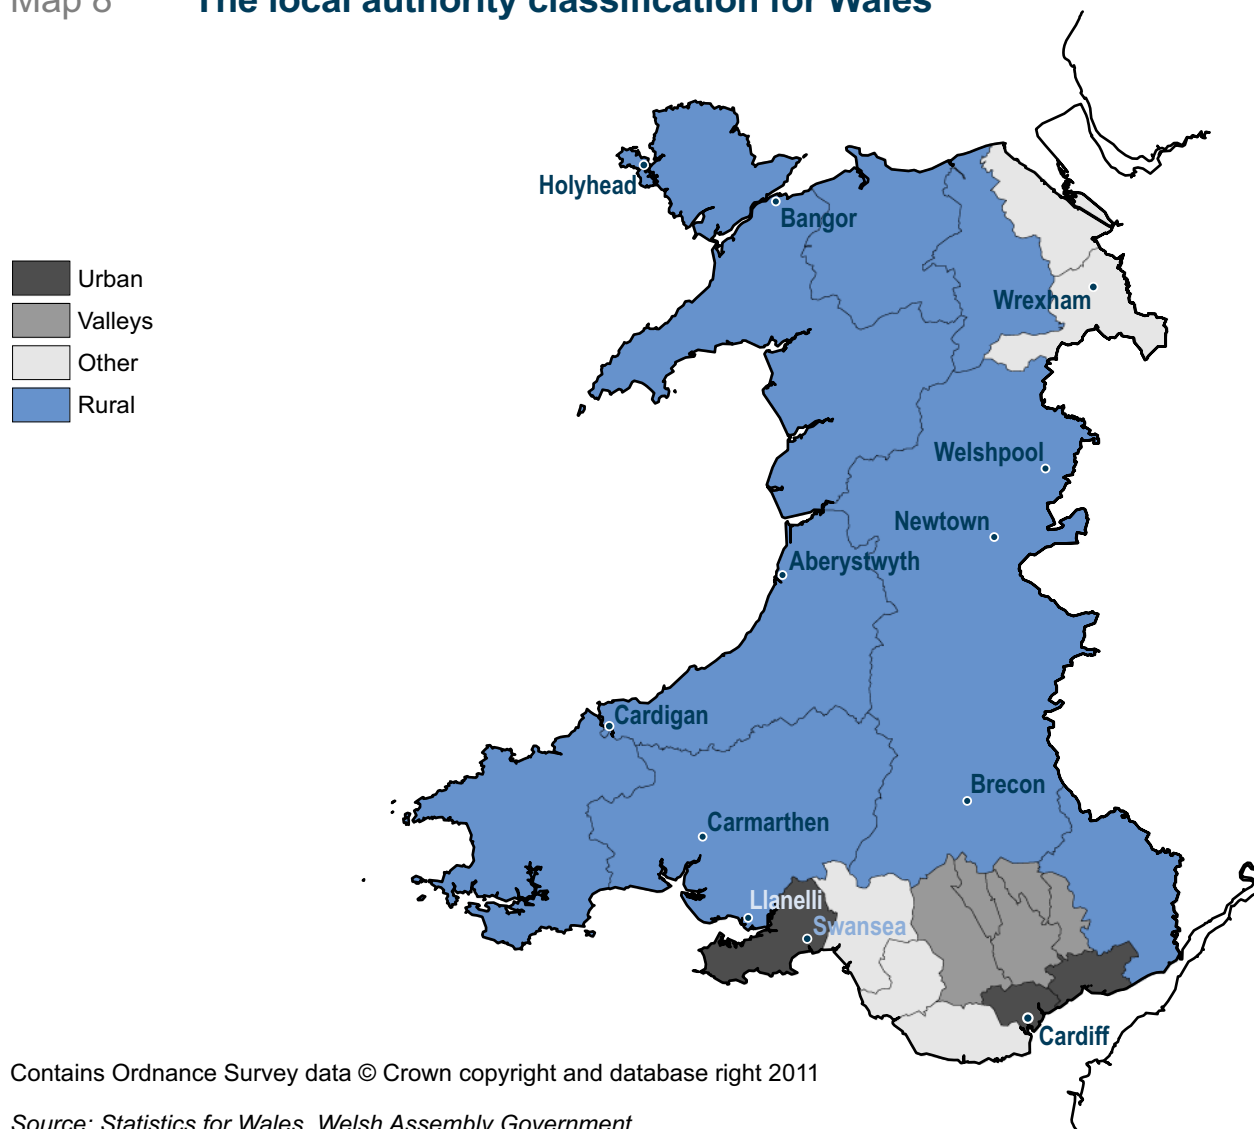 Map 8 The local authority classification for Wales
Holyhead
Bangor
Urban
Valleys
Other
Rural
Wrexham
Welshpool
Newtown
Aberystwyth
Cardigan
Brecon
Carmarthen
Llanelli
Swansea
Cardiff
Contains Ordnance Survey data © Crown copyright and database right 2011
Source: Statistics for Wales, Welsh Assembly Government